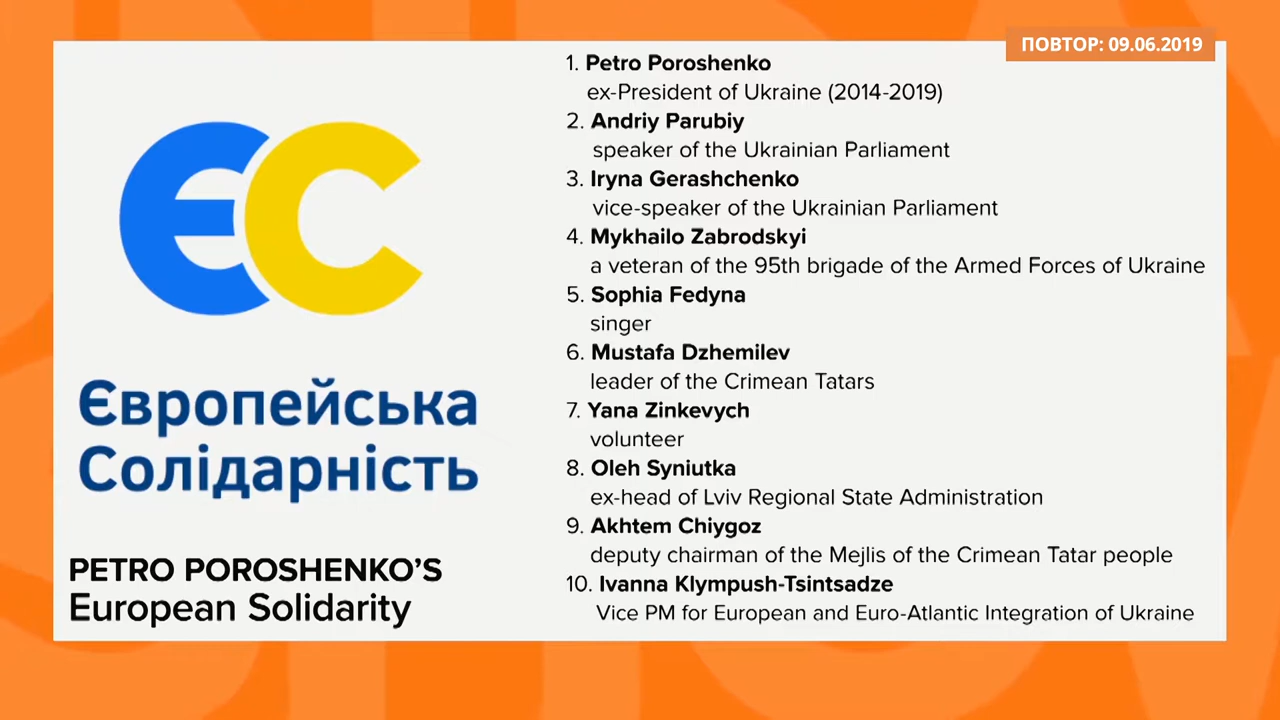 ПОВТОР: 09.06.2019
ЄС
Європейська
Солідарність
PETRO POROSHENKO’S
European Solidarity
1. Petro Poroshenko
ex-President of Ukraine (2014-2019)
2. Andriy Parubiy
speaker of the Ukrainian Parliament
3. Iryna Gerashchenko
vice-speaker of the Ukrainian Parliament
4. Mykhailo Zabrodskyi
a veteran of the 95th brigade of the Armed Forces of Ukraine
5. Sophia Fedyna
singer
6. Mustafa Dzhemilev
leader of the Crimean Tatars
7. Yana Zinkevych
volunteer
8. Oleh Syniutka
ex-head of Lviv Regional State Administration
9. Akhtem Chiygoz
deputy chairman of the Mejlis of the Crimean Tatar people
10. Ivanna Klympush-Tsintsadze
Vice PM for European and Euro-Atlantic Integration of Ukraine